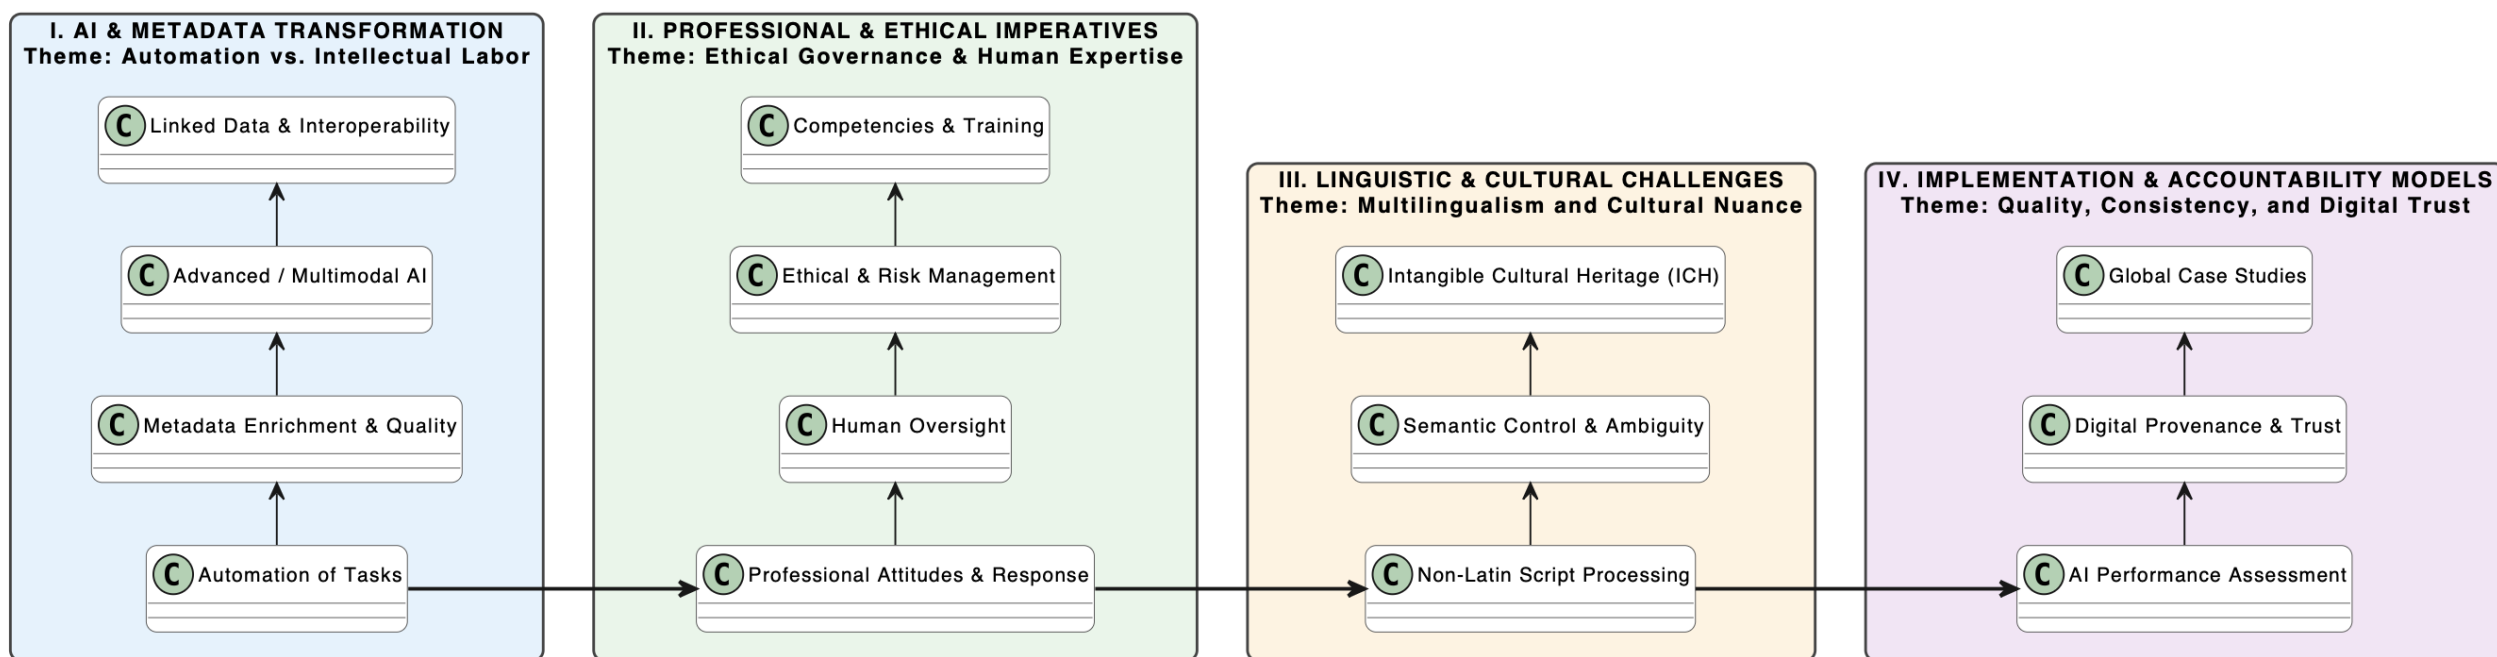 I. AI & METADATA TRANSFORMATION
Theme: Automation vs. Intellectual Labor
C Linked Data & Interoperability
C Advanced / Multimodal AI
C Metadata Enrichment & Quality
C Automation of Tasks
II. PROFESSIONAL & ETHICAL IMPERATIVES
Theme: Ethical Governance & Human Expertise
C Competencies & Training
C Ethical & Risk Management
C Human Oversight
C Professional Attitudes & Response
III. LINGUISTIC & CULTURAL CHALLENGES
Theme: Multilingualism and Cultural Nuance
C Intangible Cultural Heritage (ICH)
C Semantic Control & Ambiguity
C Non-Latin Script Processing
IV. IMPLEMENTATION & ACCOUNTABILITY MODELS
Theme: Quality, Consistency, and Digital Trust
C Global Case Studies
C Digital Provenance & Trust
C AI Performance Assessment